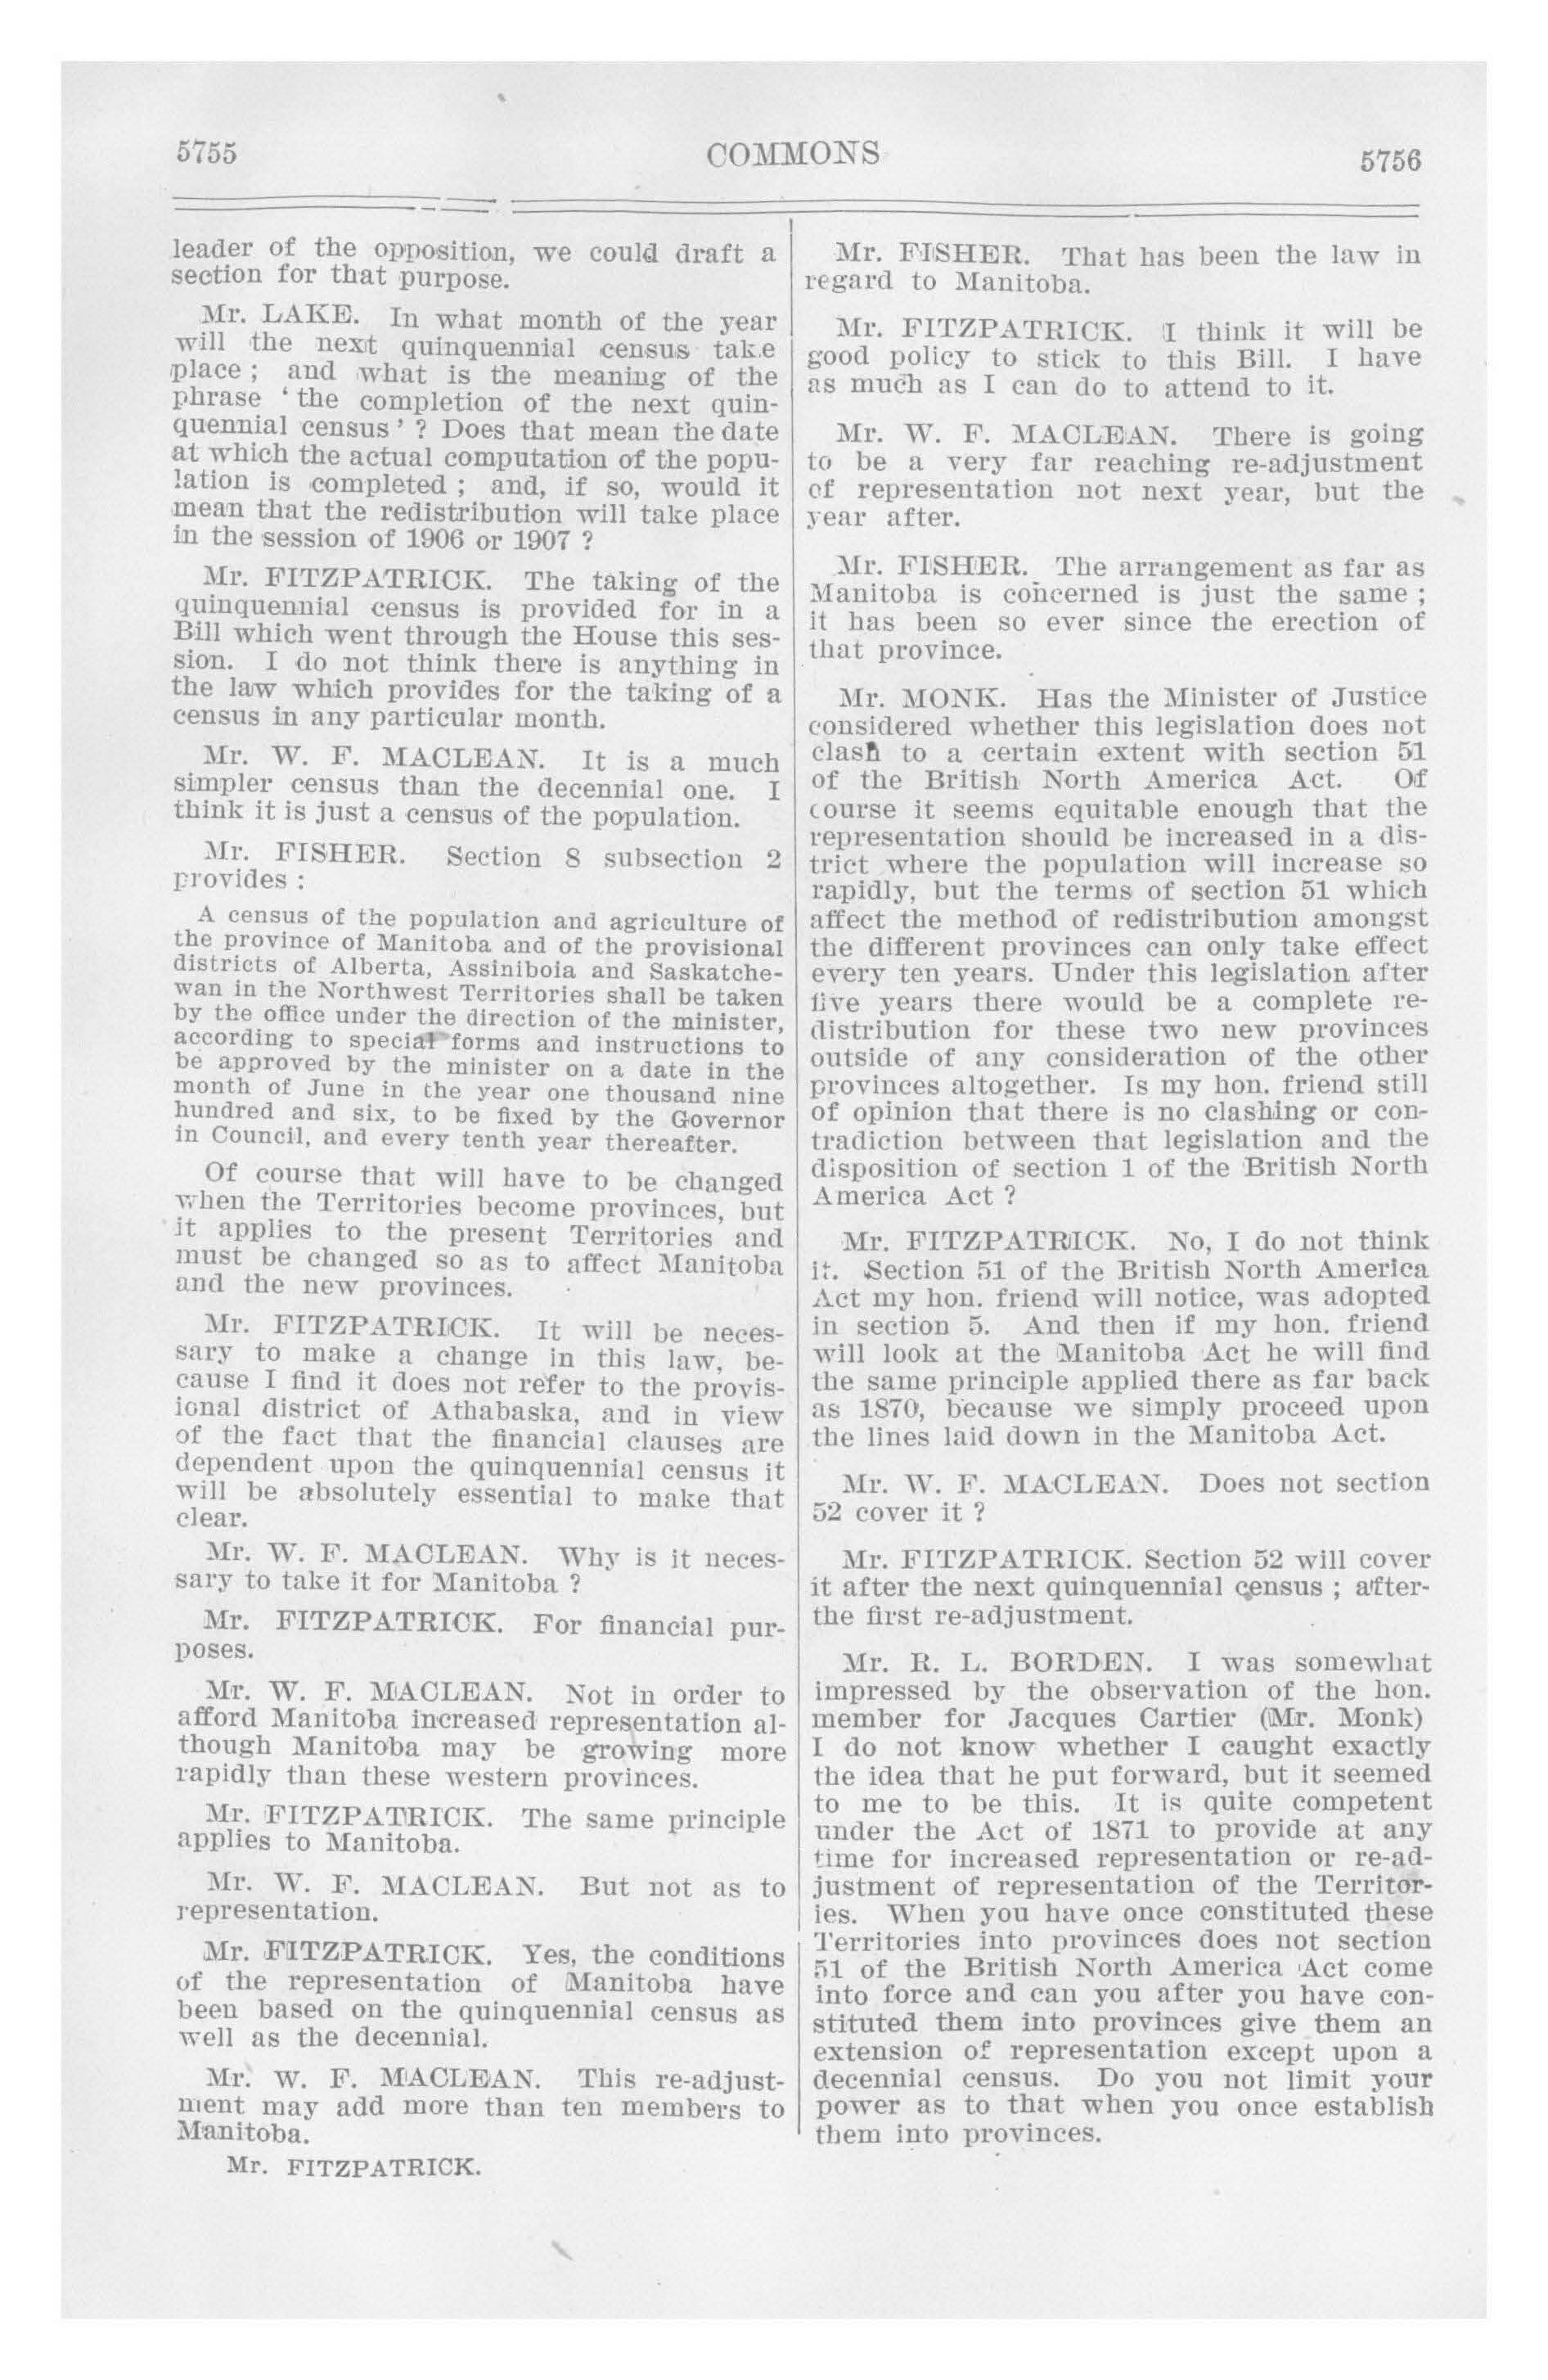 5755
COMMONS
5756
leader of the opposition, we could draft a
section for that purpose.
Mr. LAKE. In what month of the year
will the next quinquennial census take
place ; and what is the meaning of the
phrase ‘ the completion of the next quin-
quennial census ’ ? Does that mean the date
at which the actual computation of the popu-
lation is completed ; and, if so, would it
mean that the redistribution will take place
in the session of 1906 or 1907 ?
Mr. FITZPATRICK. The taking of the
quinquennial census is provided for in a
Bill which went through the House this ses-
sion. I do not think there is anything in
the law which provides for the taking of a
census in any particular month.
Mr. W. F. MACLEAN. It is a much
simpler census than the decennial one. I
think it is just a census of the population.
Mr. FISHER. Section 8 subsection 2
provides :
A census of the population and agriculture of
the province of Manitoba and of the provisional
districts of Alberta, Assiniboia and Saskatche-
wan in the Northwest Territories shall be taken
by the office under the direction of the minister,
according to special forms and instructions to
be approved by the minister on a date in the
month of June in the year one thousand nine
hundred and six, to be fixed by the Governor
in Council, and every tenth year thereafter.
Of course that will have to be changed
when the Territories become provinces, but
it applies to the present Territories and
must be changed so as to affect Manitoba
and the new provinces.
Mr. FITZPATRICK. It will be neces-
sary to make a change in this law, be-
cause I find it does not refer to the provis-
ional district of Athabaska, and in view
of the fact that the financial clauses are
dependent upon the quinquennial census it
will be absolutely essential to make that
clear.
Mr. W. F. MACLEAN. Why is it neces-
sary to take it for Manitoba ?
Mr. FITZPATRICK. For financial pur-
poses.
Mr. W. F. MACLEAN. Not in order to
afford Manitoba increased representation al-
though Manitoba may be growing more
rapidly than these western provinces.
Mr. FITZPATRICK. The same principle
applies to Manitoba.
Mr. W. F. MACLEAN. But not as to
representation.
Mr. FITZPATRICK. Yes, the conditions
of the representation of Manitoba have
been based on the quinquennial census as
well as the decennial.
Mr. W. F. MACLEAN. This re-adjust-
ment may add more than ten members to
Manitoba.
Mr. FITZPATRICK.
Mr. FISHER. That has been the law in
regard to Manitoba.
Mr. FITZPATRICK. I think it will be
good policy to stick to this Bill. I have
as much as I can do to attend to it.
Mr. W. F. MACLEAN. There is going
to be a very far reaching re-adjustment
of representation not next year, but the
year after.
Mr. FISHER. The arrangement as far as
Manitoba is concerned is just the same ;
it has been so ever since the erection of
that province.
Mr. MONK. Has the Minister of Justice
considered whether this legislation does not
clash to a certain extent with section 51
of the British North America Act. Of
course it seems equitable enough that the
representation should be increased in a dis-
trict where the population will increase so
rapidly, but the terms of section 51 which
affect the method of redistribution amongst
the different provinces can only take effect
every ten years. Under this legislation after
five years there would be a complete re-
distribution for these two new provinces
outside of any consideration of the other
provinces altogether. Is my hon. friend still
of opinion that there is no clashing or con-
tradiction between that legislation and the
disposition of section 1 of the British North
America Act ?
Mr. FITZPATRICK. No, I do not think
it. Section 51 of the British North America
Act my hon. friend will notice, was adopted
in section 5. And then if my hon. friend
will look at the Manitoba Act he will find
the same principle applied there as far back
as 1870, because we simply proceed upon
the lines laid down in the Manitoba Act.
Mr. W. F. MACLEAN. Does not section
52 cover it ?
Mr. FITZPATRICK. Section 52 will cover
it after the next quinquennial census ; after-
the first re-adjustment.
Mr. R. L. BORDEN. I was somewhat
impressed by the observation of the hon.
member for Jacques Cartier (Mr. Monk)
I do not know whether I caught exactly
the idea that he put forward, but it seemed
to me to be this. It is quite competent
under the Act of 1871 to provide at any
time for increased representation or re-ad-
justment of representation of the Territor-
ies. When you have once constituted these
Territories into provinces does not section
51 of the British North America Act come
into force and can you after you have con-
stituted them into provinces give them an
extension of representation except upon a
decennial census. Do you not limit your
power as to that when you once establish
them into provinces.